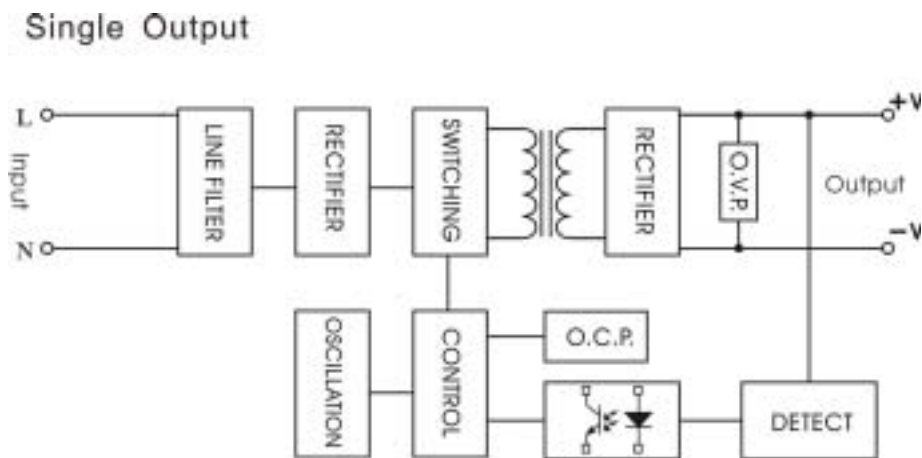 Single Output
L
Input
N
LINE FILTER
RECTIFIER
SWITCHING
RECTIFIER
O.V.P.
+V
Output
-V
OSCILLATION
CONTROL
O.C.P.
DETECT